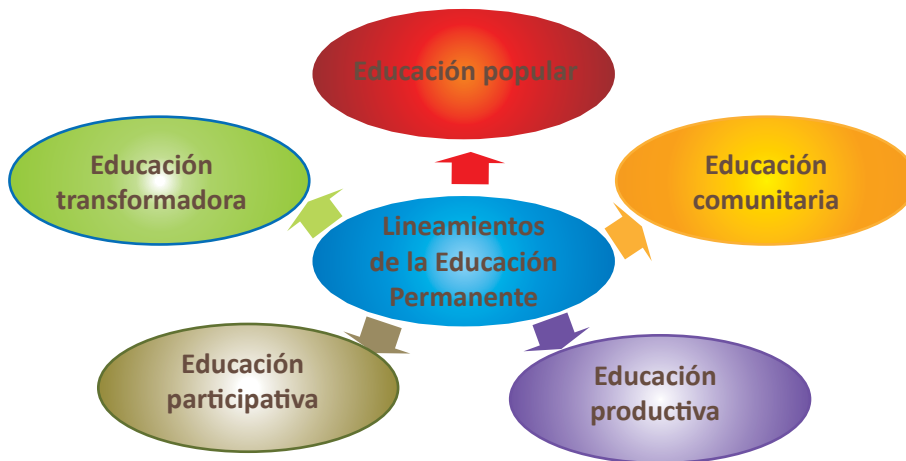 Educación popular
Educación
transformadora
Educación
comunitaria
Lineamientos
de la Educación
Permanente
Educación
participativa
Educación
productiva